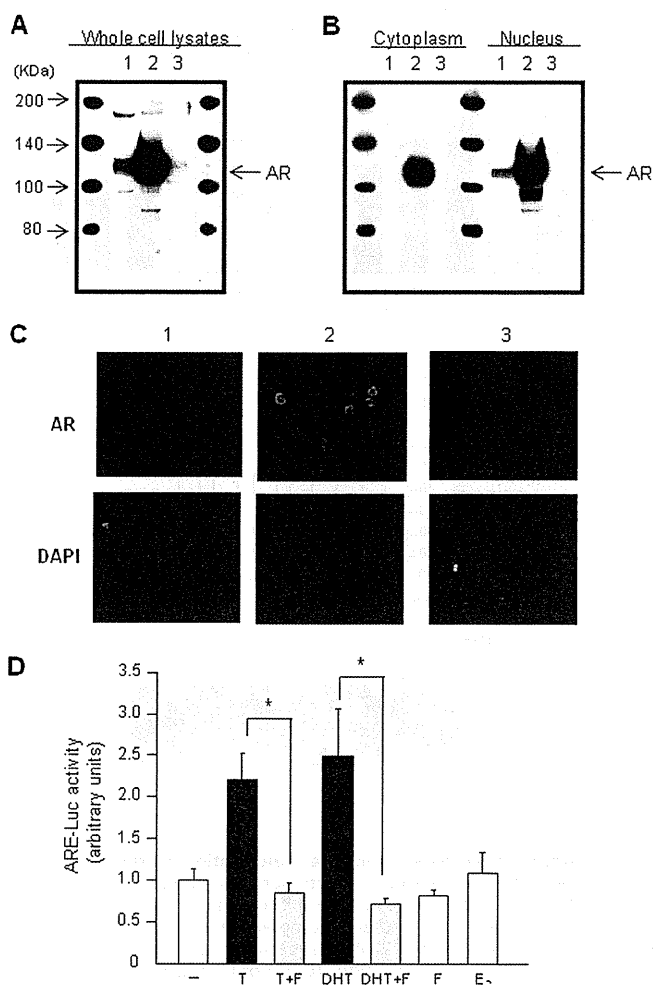 A
Whole cell lysates
1 2 3
(KDa)
200
140
100
80
AR
B
Cytoplasm Nucleus
1 2 3 1 2 3
AR
C
1 2 3
AR
DAPI
D
ARE-Luc activity
(arbitrary units)
3.5
3.0
2.5
2.0
1.5
1.0
0.5
0
* *
– T T+F DHT DHT+F F E₂